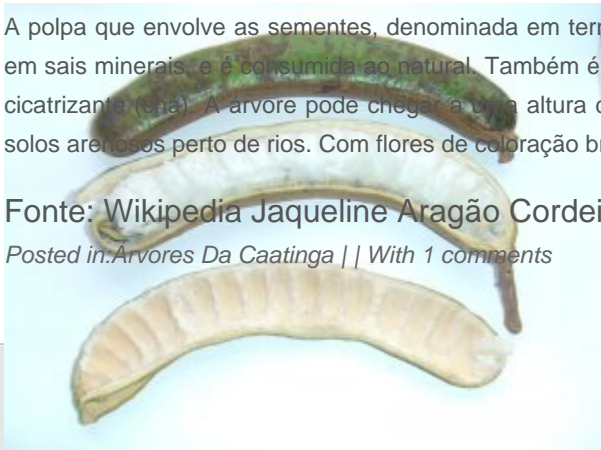 A polpa que envolve as sementes, denominada em
em sais minerais, e é consumida ao natural. Também é
cicatrizante (chá). A árvore pode chegar a uma altura
solos arenosos perto de rios. Com flores de coloração
Fonte: Wikipedia Jaqueline Aragão
Posted in:Árvores Da Caatinga | | With 1 comments